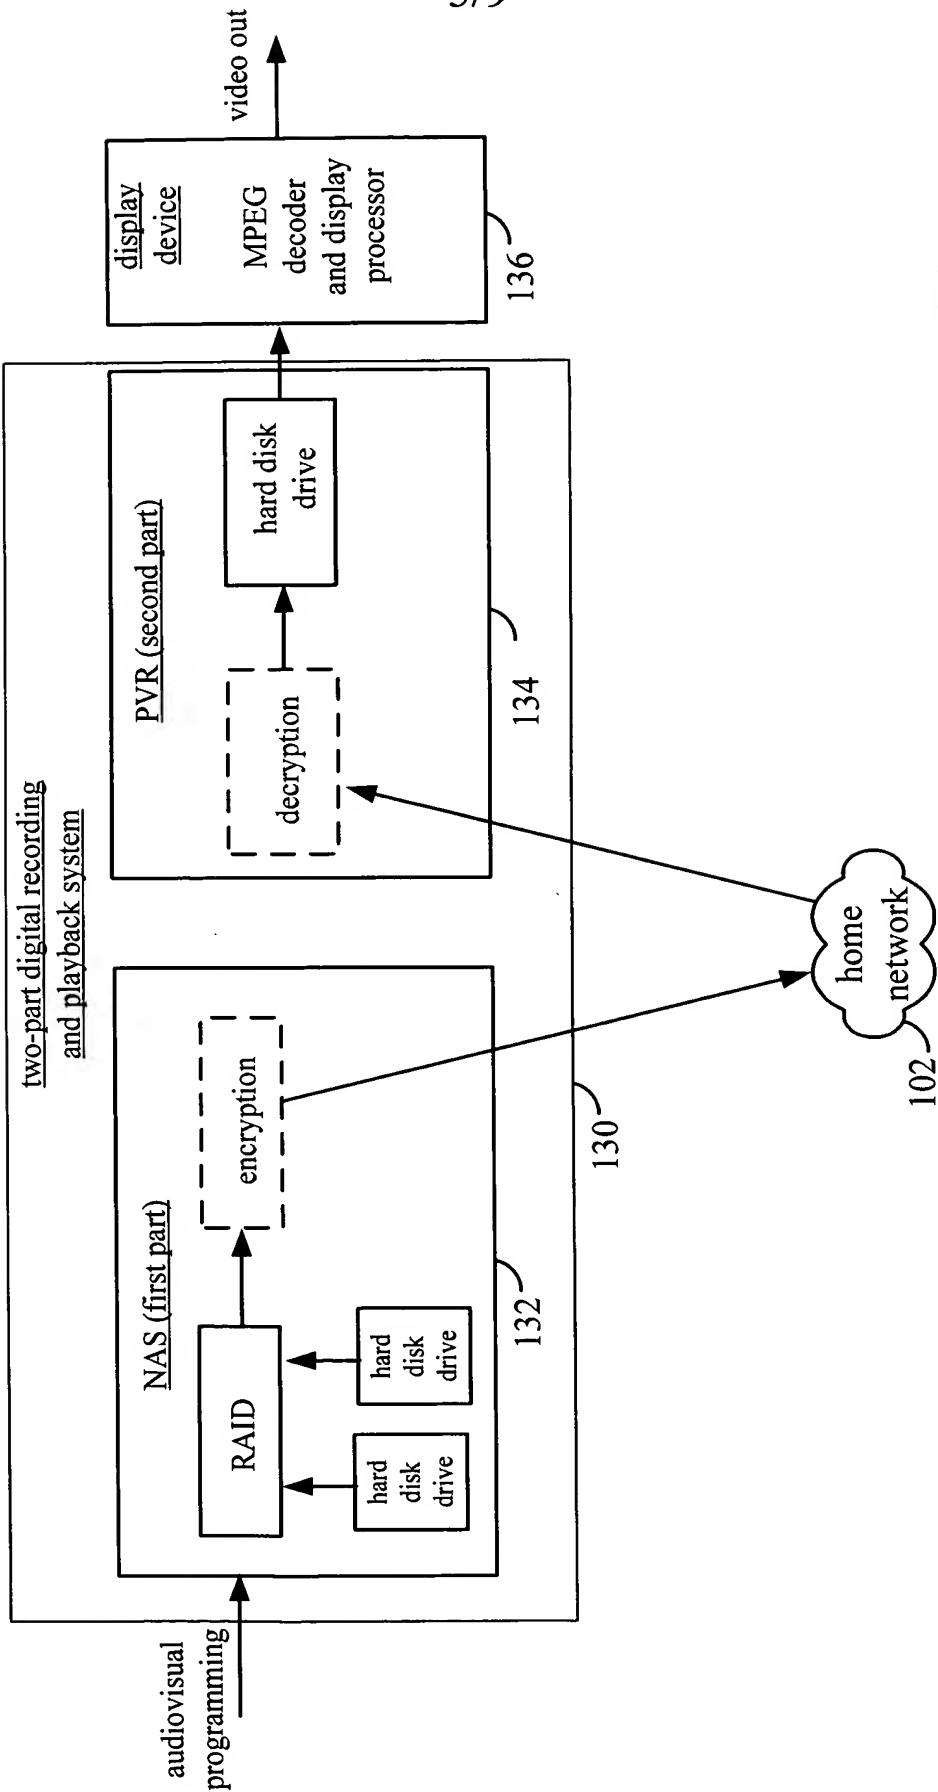 two-part digital recording
and playback system
audiovisual
programming
NAS (first part)
RAID
hard
disk
drive
hard
disk
drive
encryption
132
PVR (second part)
decryption
hard disk
drive
134
130
display
device
MPEG
decoder
and display
processor
136
video out
home
network
102